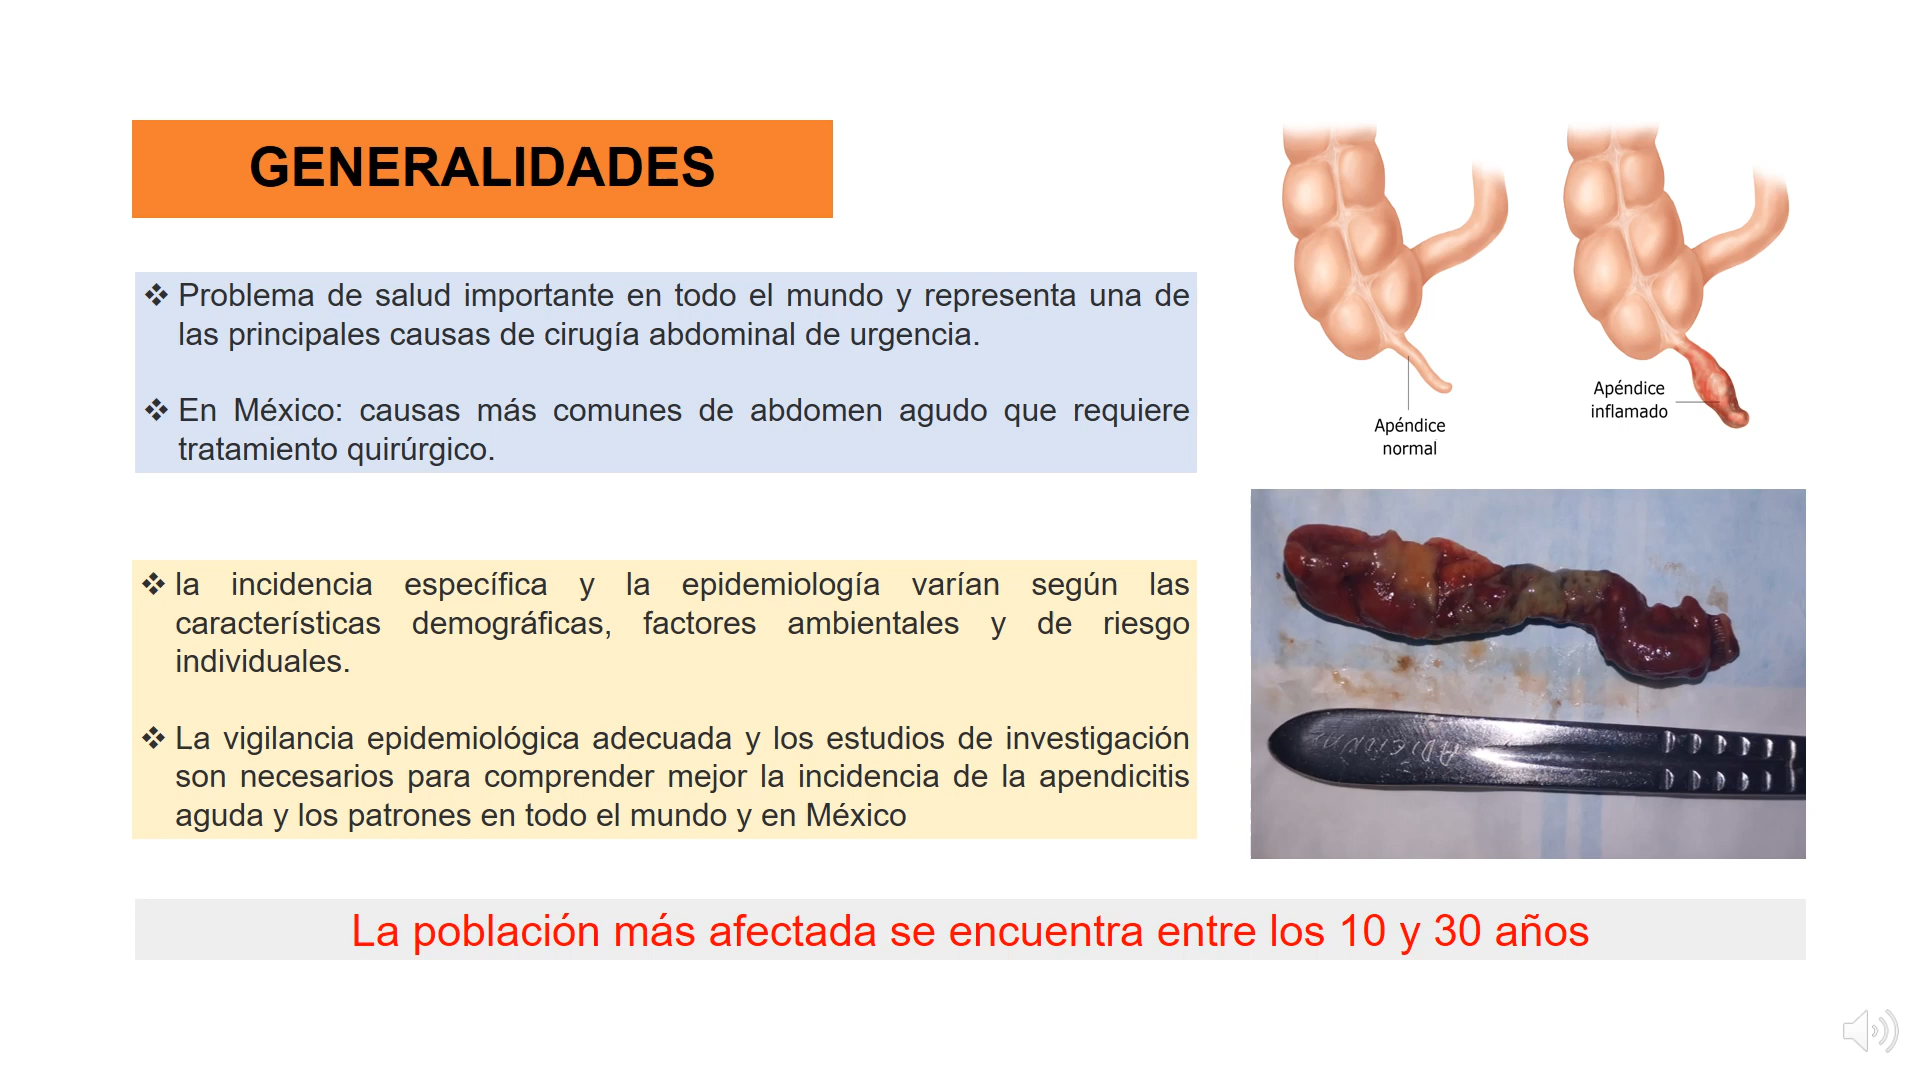 GENERALIDADES
❖ Problema de salud importante en todo el mundo y representa una de
las principales causas de cirugía abdominal de urgencia.
❖ En México: causas más comunes de abdomen agudo que requiere
tratamiento quirúrgico.
❖ la incidencia específica y la epidemiología varían según las
características demográficas, factores ambientales y de riesgo
individuales.
❖ La vigilancia epidemiológica adecuada y los estudios de investigación
son necesarios para comprender mejor la incidencia de la apendicitis
aguda y los patrones en todo el mundo y en México
Apéndice
normal
Apéndice
inflamado
La población más afectada se encuentra entre los 10 y 30 años